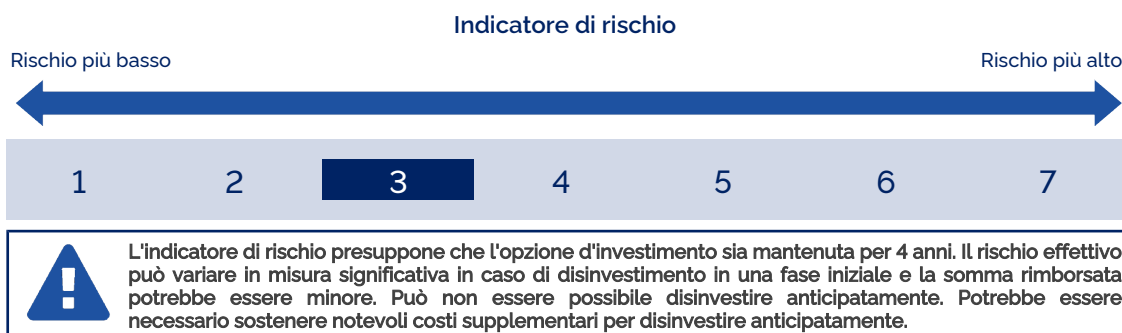 Indicatore di rischio
Rischio più basso Rischio più alto
1 2 3 4 5 6 7
L'indicatore di rischio presuppone che l'opzione d'investimento sia mantenuta per 4 anni. Il rischio effettivo
può variare in misura significativa in caso di disinvestimento in una fase iniziale e la somma rimborsata
potrebbe essere minore. Può non essere possibile disinvestire anticipatamente. Potrebbe essere
necessario sostenere notevoli costi supplementari per disinvestire anticipatamente.